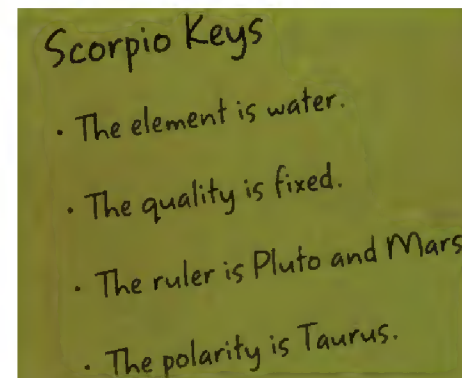 Scorpio Keys
· The element is water.
· The quality is fixed.
· The ruler is Pluto and Mars
· The polarity is Taurus.